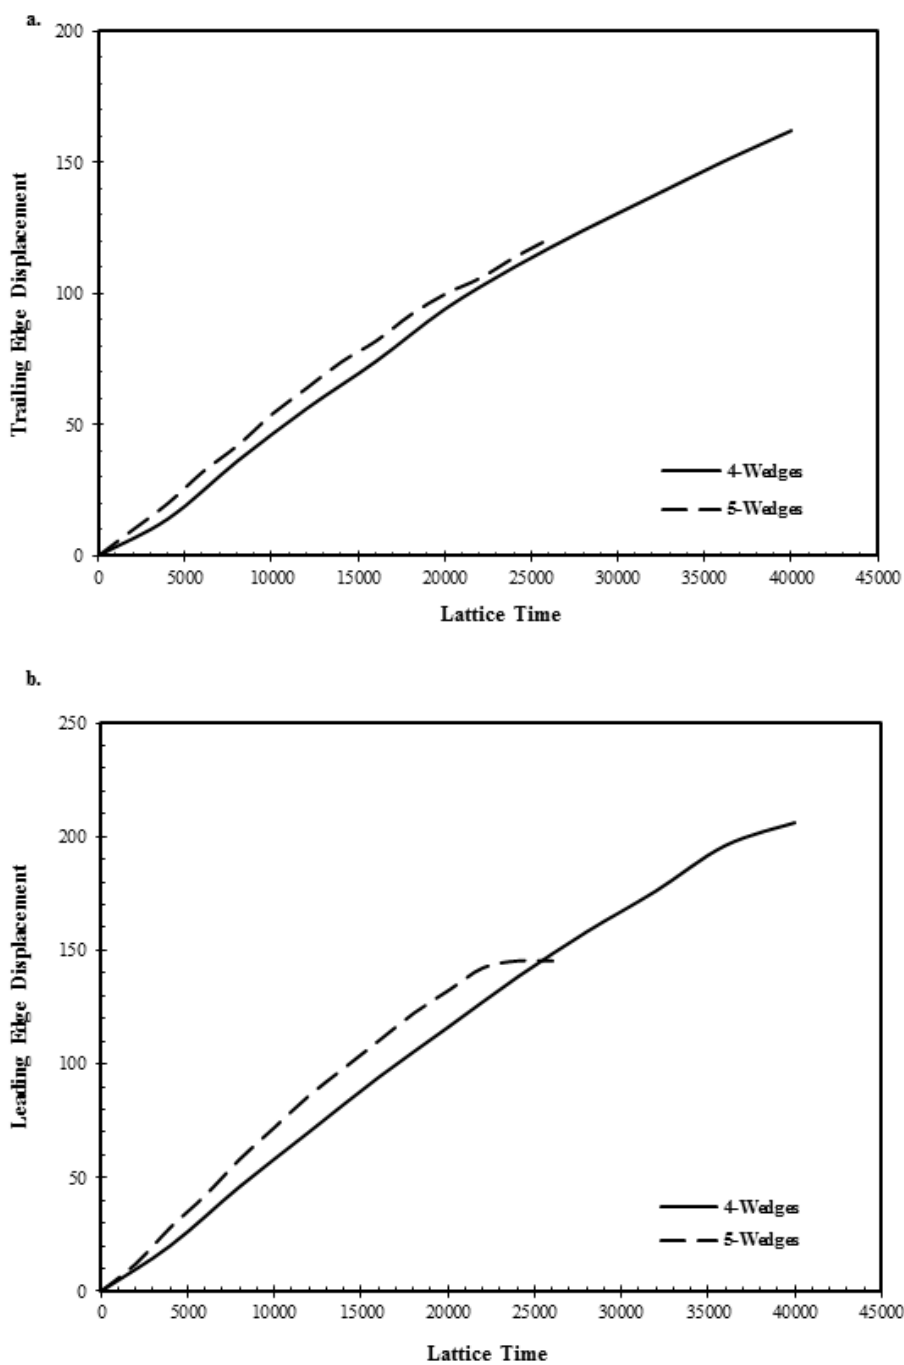 a.
200
150
100
50
0
Trailing Edge Displacement
4-Wedges
5-Wedges
0 5000 10000 15000 20000 25000 30000 35000 40000 45000
Lattice Time
b.
250
200
150
100
50
0
Leading Edge Displacement
4-Wedges
5-Wedges
0 5000 10000 15000 20000 25000 30000 35000 40000 45000
Lattice Time